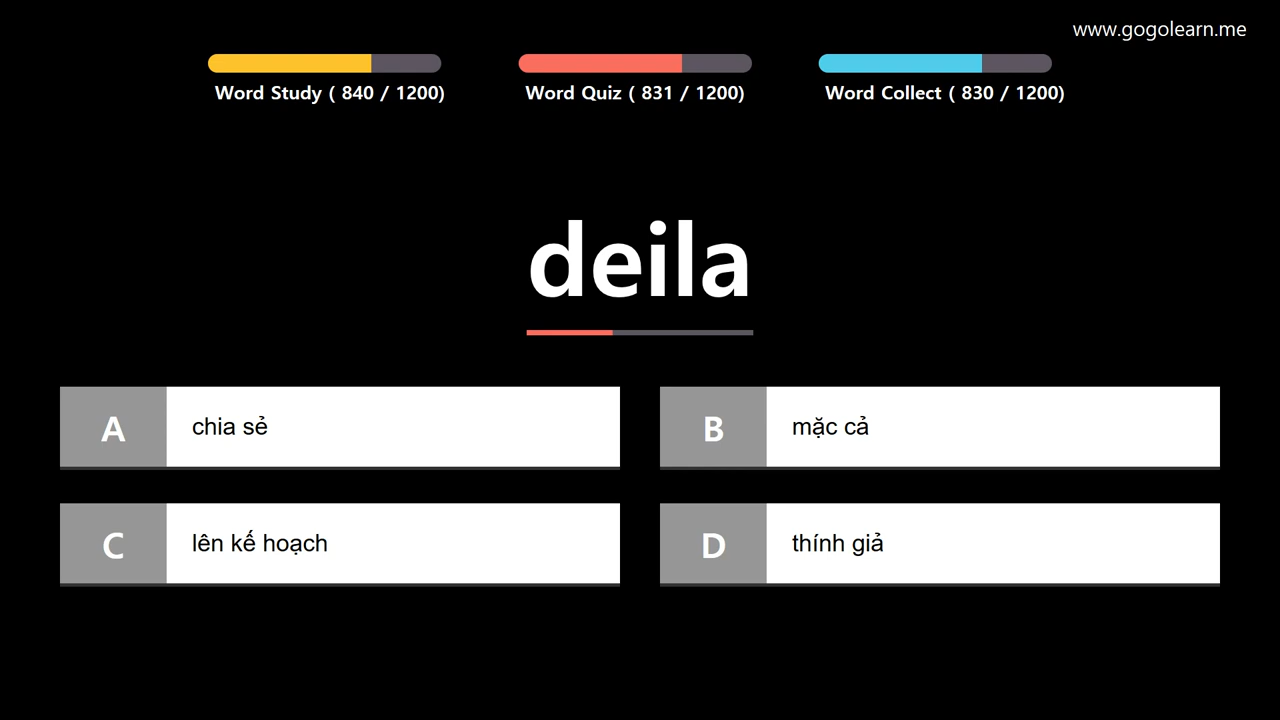 www.gogolearn.me
Word Study ( 840 / 1200)
Word Quiz ( 831 / 1200)
Word Collect ( 830 / 1200)
deila
A
chia sẻ
B
mặc cả
C
lên kế hoạch
D
thính giả